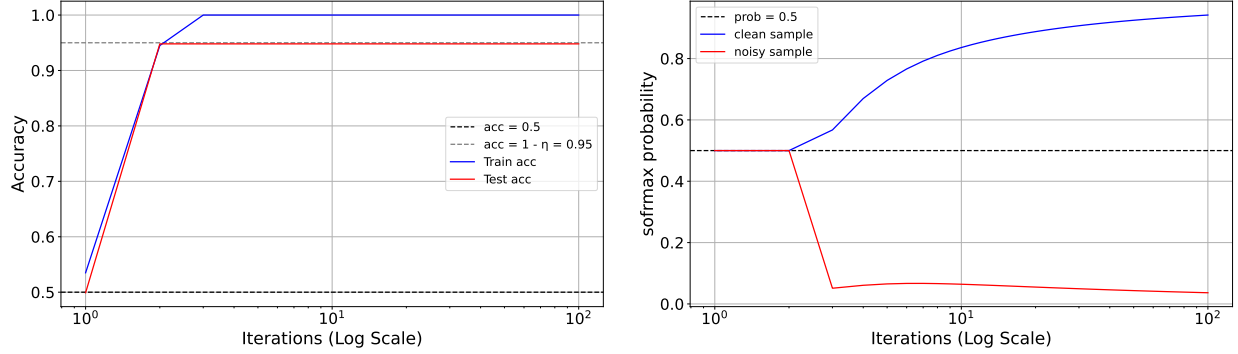 1.0
0.9
0.8
0.7
0.6
0.5
Accuracy
acc = 0.5
acc = 1 - η = 0.95
Train acc
Test acc
10⁰
10¹
10²
Iterations (Log Scale)
0.8
0.6
0.4
0.2
0.0
sofrmax probability
prob = 0.5
clean sample
noisy sample
10⁰
10¹
10²
Iterations (Log Scale)